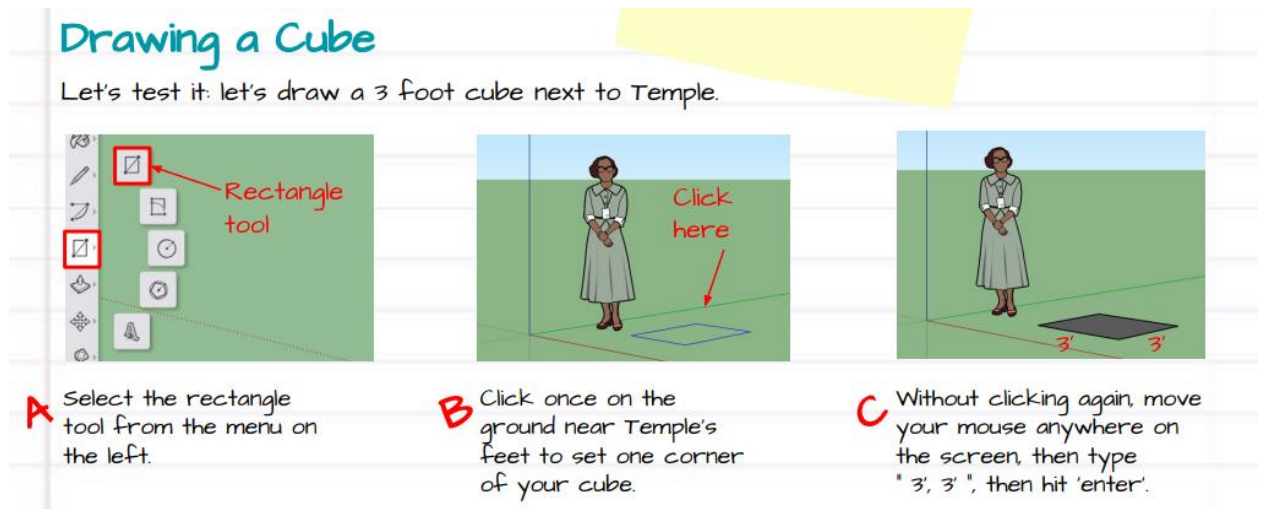 Drawing a Cube
Let's test it: let's draw a 3 foot cube next to Temple.
Rectangle
tool
Click
here
3' 3'
A
Select the rectangle
tool from the menu on
the left.
B
Click once on the
ground near Temple's
feet to set one corner
of your cube.
C
Without clicking again, move
your mouse anywhere on
the screen, then type
" 3', 3' ", then hit 'enter'.